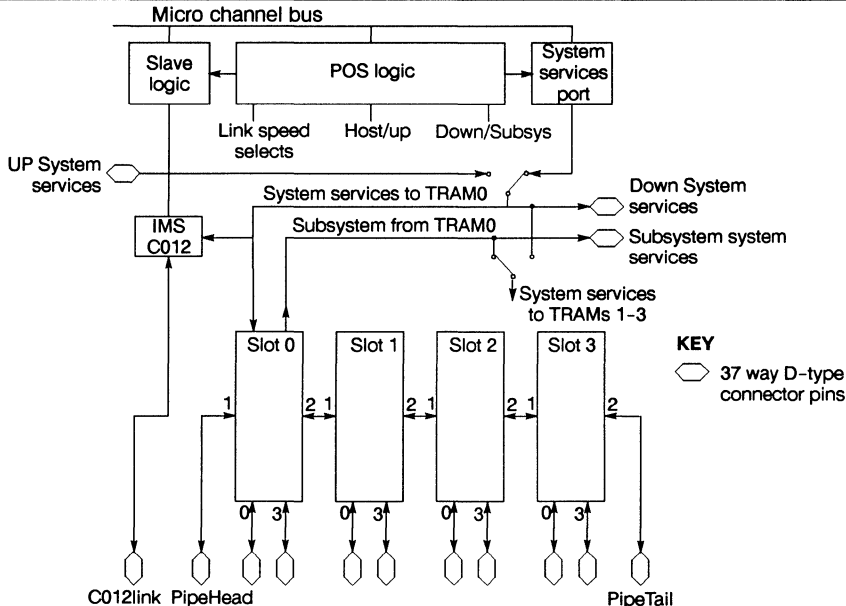 Micro channel bus
Slave
logic
POS logic
System
services
port
Link speed
selects
Host/up
Down/Subsys
UP System
services
System services to TRAM0
Down System
services
IMS
C012
Subsystem from TRAM0
Subsystem system
services
System services
to TRAMs 1-3
Slot 0
Slot 1
Slot 2
Slot 3
KEY
37 way D-type
connector pins
1
2
1
2
1
2
1
2
0
3
0
3
0
3
0
3
C012link
PipeHead
PipeTail